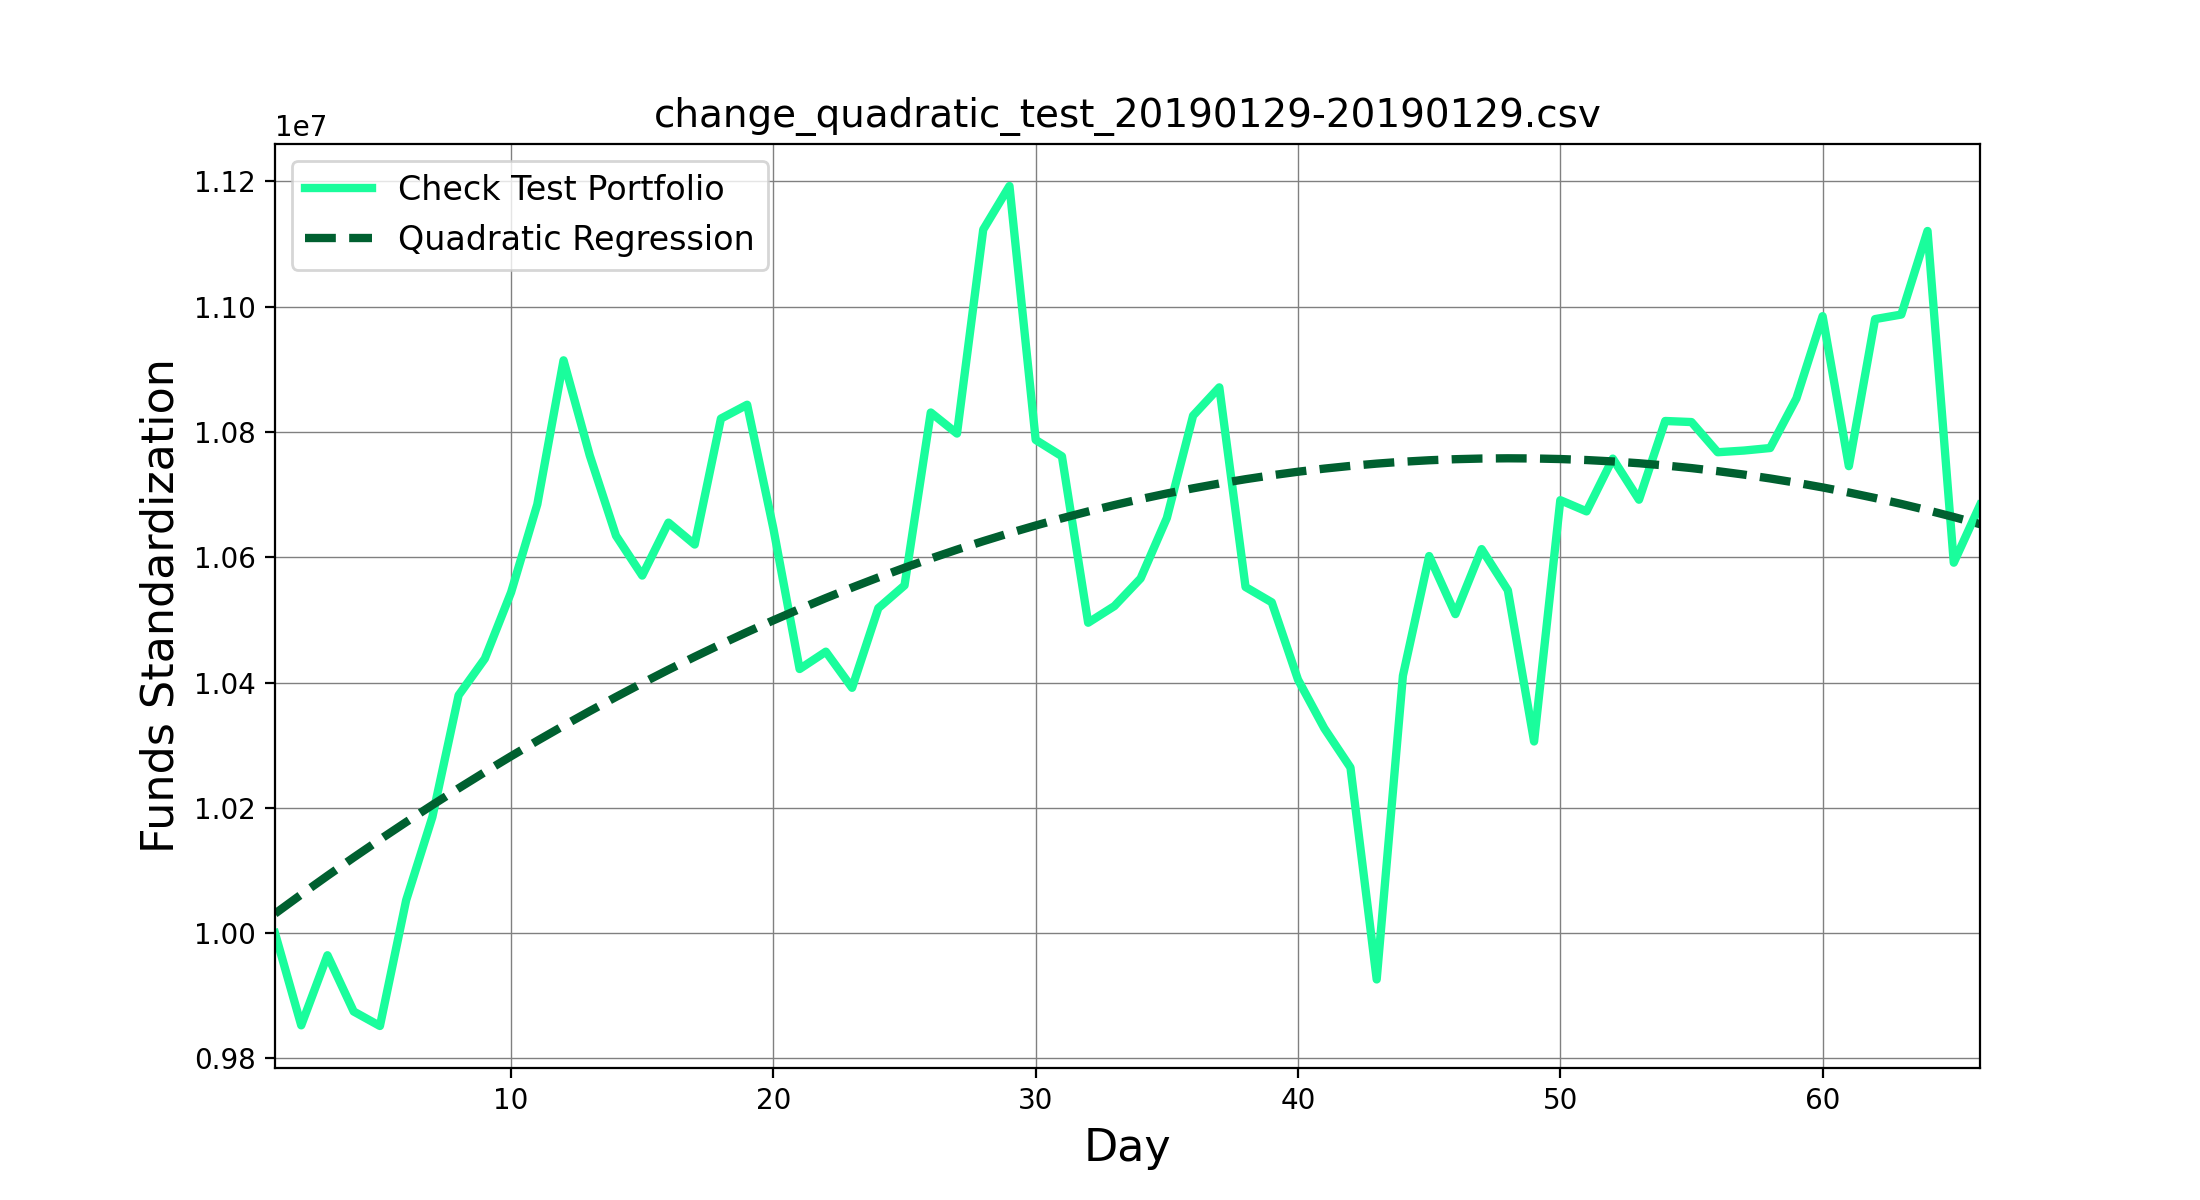 change_quadratic_test_20190129-20190129.csv
1e7
Check Test Portfolio
Quadratic Regression
1.12
1.10
1.08
1.06
1.04
1.02
1.00
0.98
Funds Standardization
10 20 30 40 50 60
Day